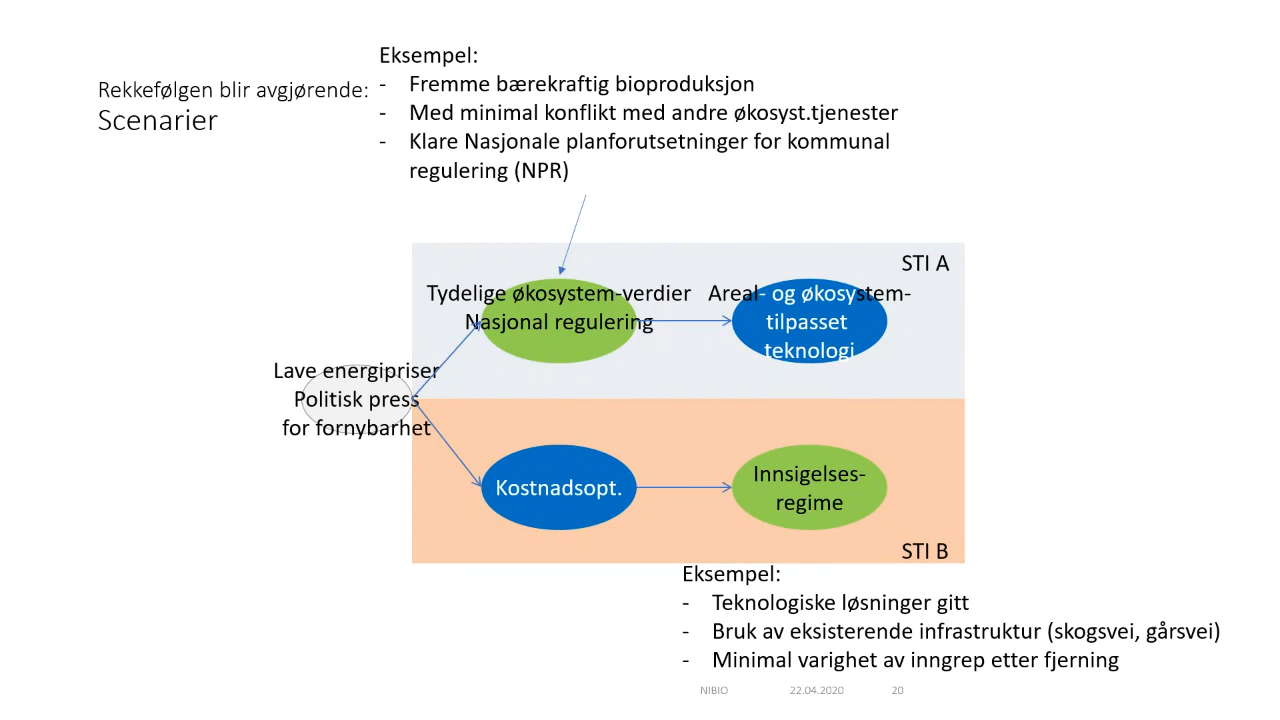 Rekkefølgen blir avgjørende:
Scenarier
Eksempel:
- Fremme bærekraftig bioproduksjon
- Med minimal konflikt med andre økosyst.tjenester
- Klare Nasjonale planforutsetninger for kommunal
regulering (NPR)
STI A
Tydelige økosystem-verdier
Nasjonal regulering
Areal- og økosystem-
tilpasset
teknologi
Lave energipriser
Politisk press
for fornybarhet
Kostnadsopt.
Innsigelses-
regime
STI B
Eksempel:
- Teknologiske løsninger gitt
- Bruk av eksisterende infrastruktur (skogsvei, gårsvei)
- Minimal varighet av inngrep etter fjerning
NIBIO 22.04.2020 20